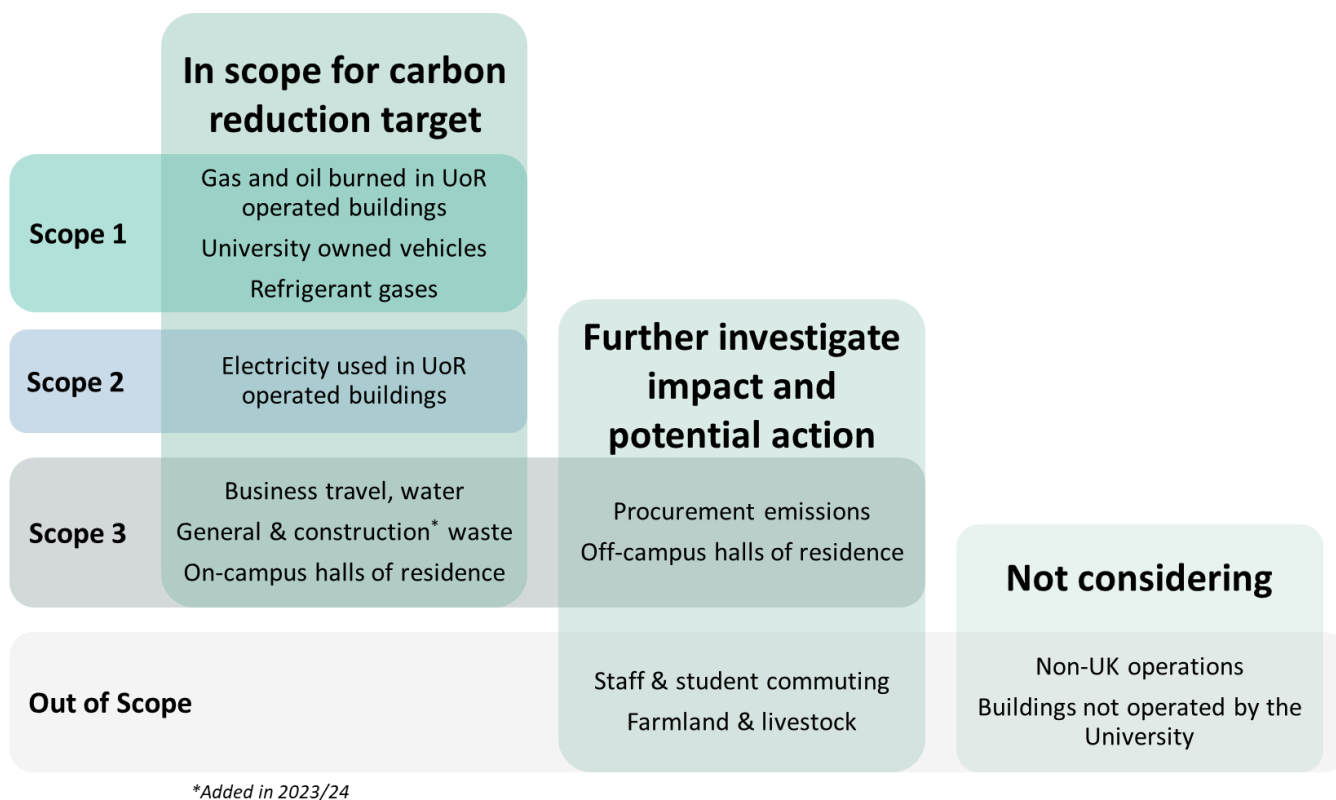 In scope for carbon
reduction target
Scope 1
Gas and oil burned in UoR
operated buildings
University owned vehicles
Refrigerant gases
Scope 2
Electricity used in UoR
operated buildings
Further investigate
impact and
potential action
Scope 3
Business travel, water
General & construction* waste
On-campus halls of residence
Procurement emissions
Off-campus halls of residence
Not considering
Out of Scope
Staff & student commuting
Farmland & livestock
Non-UK operations
Buildings not operated by the
University
*Added in 2023/24